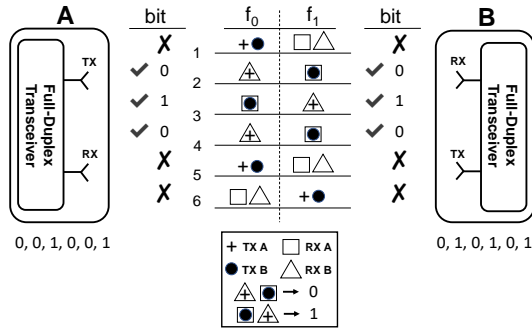 A bit f0 f1 bit B
✗ 1 ✗
TX ✓ 0 2 ✓ 0 RX
✓ 1 3 ✓ 1
✓ 0 4 ✓ 0
RX ✗ 5 ✗ TX
✗ 6 ✗
Full-Duplex
Transceiver
Full-Duplex
Transceiver
0, 0, 1, 0, 0, 1
0, 1, 0, 1, 0, 1
+ TX A RX A
TX B RX B
→ 0
→ 1